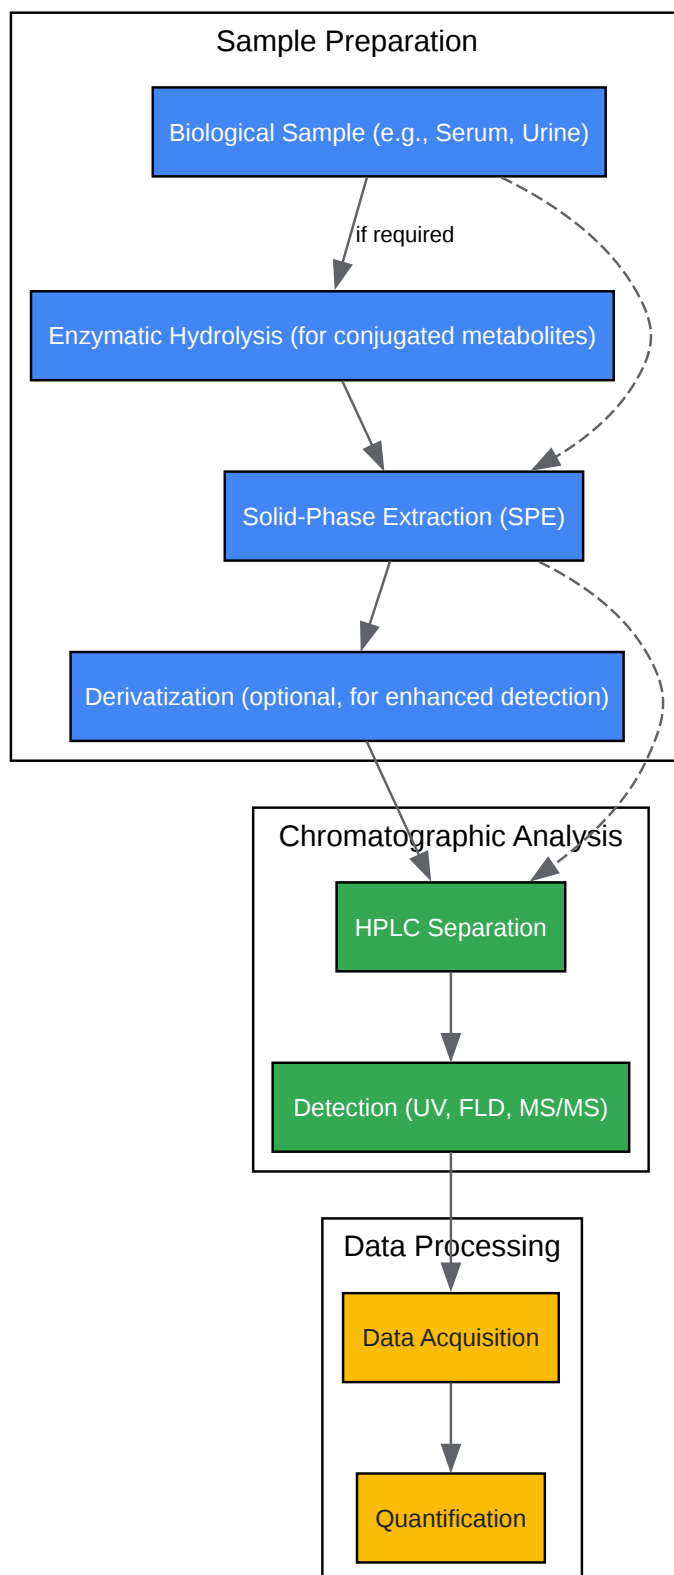 Sample Preparation
Biological Sample (e.g., Serum, Urine)
if required
Enzymatic Hydrolysis (for conjugated metabolites)
Solid-Phase Extraction (SPE)
Derivatization (optional, for enhanced detection)
Chromatographic Analysis
HPLC Separation
Detection (UV, FLD, MS/MS)
Data Processing
Data Acquisition
Quantification